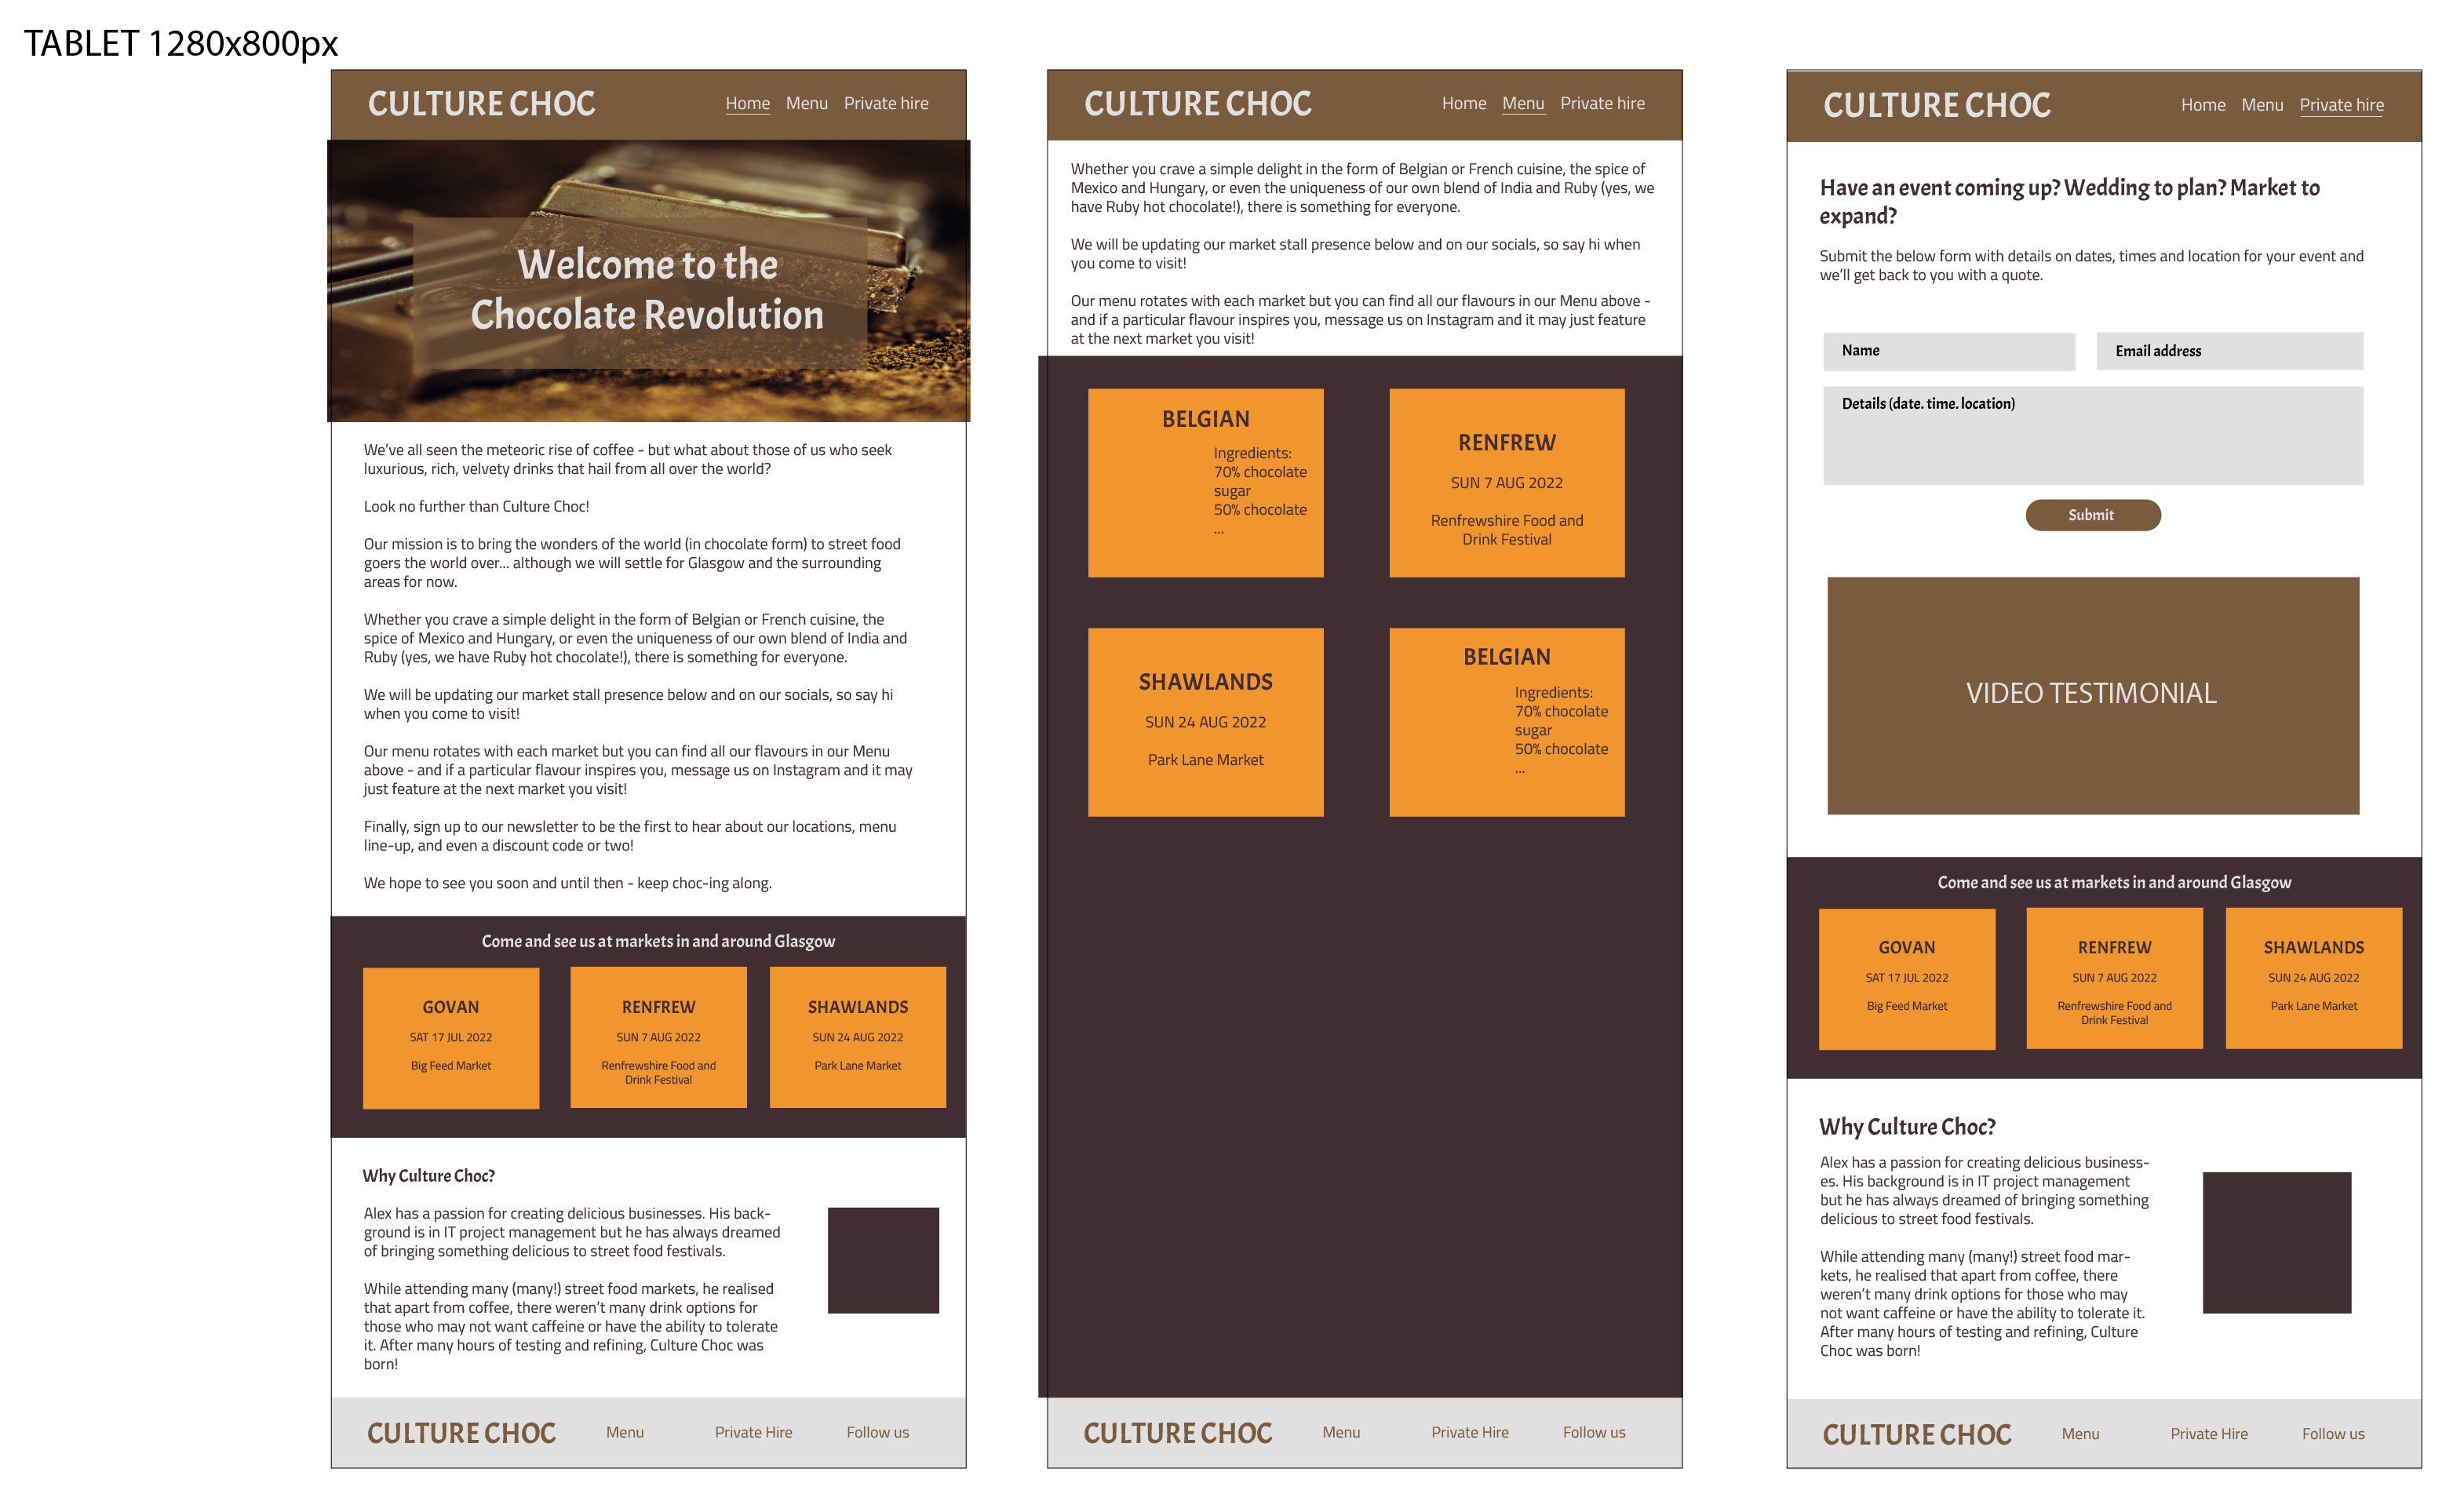 TABLET 1280x800px
CULTURE CHOC
Home Menu Private hire
Welcome to the
Chocolate Revolution
We've all seen the meteoric rise of coffee - but what about those of us who seek
luxurious, rich, velvety drinks that hail from all over the world?
Look no further than Culture Choc!
Our mission is to bring the wonders of the world (in chocolate form) to street food
goers the world over... although we will settle for Glasgow and the surrounding
areas for now.
Whether you crave a simple delight in the form of Belgian or French cuisine, the
spice of Mexico and Hungary, or even the uniqueness of our own blend of India and
Ruby (yes, we have Ruby hot chocolate!), there is something for everyone.
We will be updating our market stall presence below and on our socials, so say hi
when you come to visit!
Our menu rotates with each market but you can find all our flavours in our Menu
above - and if a particular flavour inspires you, message us on Instagram and it may
just feature at the next market you visit!
Finally, sign up to our newsletter to be the first to hear about our locations, menu
line-up, and even a discount code or two!
We hope to see you soon and until then - keep choc-ing along.
Come and see us at markets in and around Glasgow
GOVAN
SAT 17 JUL 2022
Big Feed Market
RENFREW
SUN 7 AUG 2022
Renfrewshire Food and
Drink Festival
SHAWLANDS
SUN 24 AUG 2022
Park Lane Market
Why Culture Choc?
Alex has a passion for creating delicious businesses. His back-
ground is in IT project management but he has always dreamed
of bringing something delicious to street food festivals.
While attending many (many!) street food markets, he realised
that apart from coffee, there weren't many drink options for
those who may not want caffeine or have the ability to tolerate
it. After many hours of testing and refining, Culture Choc was
born!
CULTURE CHOC Menu Private Hire Follow us
CULTURE CHOC
Home Menu Private hire
Whether you crave a simple delight in the form of Belgian or French cuisine, the spice of
Mexico and Hungary, or even the uniqueness of our own blend of India and Ruby (yes, we
have Ruby hot chocolate!), there is something for everyone.
We will be updating our market stall presence below and on our socials, so say hi when
you come to visit!
Our menu rotates with each market but you can find all our flavours in our Menu above -
and if a particular flavour inspires you, message us on Instagram and it may just feature
at the next market you visit!
BELGIAN
Ingredients:
70% chocolate
sugar
50% chocolate
...
RENFREW
SUN 7 AUG 2022
Renfrewshire Food and
Drink Festival
SHAWLANDS
SUN 24 AUG 2022
Park Lane Market
BELGIAN
Ingredients:
70% chocolate
sugar
50% chocolate
...
CULTURE CHOC Menu Private Hire Follow us
CULTURE CHOC
Home Menu Private hire
Have an event coming up? Wedding to plan? Market to
expand?
Submit the below form with details on dates, times and location for your event and
we'll get back to you with a quote.
Name
Email address
Details (date. time. location)
Submit
VIDEO TESTIMONIAL
Come and see us at markets in and around Glasgow
GOVAN
SAT 17 JUL 2022
Big Feed Market
RENFREW
SUN 7 AUG 2022
Renfrewshire Food and
Drink Festival
SHAWLANDS
SUN 24 AUG 2022
Park Lane Market
Why Culture Choc?
Alex has a passion for creating delicious business-
es. His background is in IT project management
but he has always dreamed of bringing something
delicious to street food festivals.
While attending many (many!) street food mar-
kets, he realised that apart from coffee, there
weren't many drink options for those who may
not want caffeine or have the ability to tolerate it.
After many hours of testing and refining, Culture
Choc was born!
CULTURE CHOC Menu Private Hire Follow us